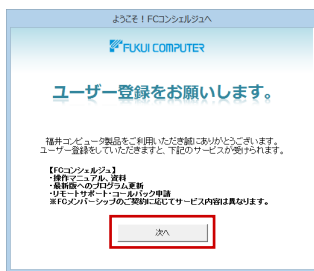 ようこそ！FCコンシェルジュへ
FUKUI COMPUTER
ユーザー登録をお願いします。
福井コンピュータ製品をご利用いただき誠にありがとうございます。
ユーザー登録をしていただきますと、下記のサービスが受けられます。
【FCコンシェルジュ】
・操作マニュアル、資料
・最新版へのプログラム更新
・リモートサポート・コールバック申請
※FCメンバーシップのご契約に応じてサービス内容は異なります。
次へ